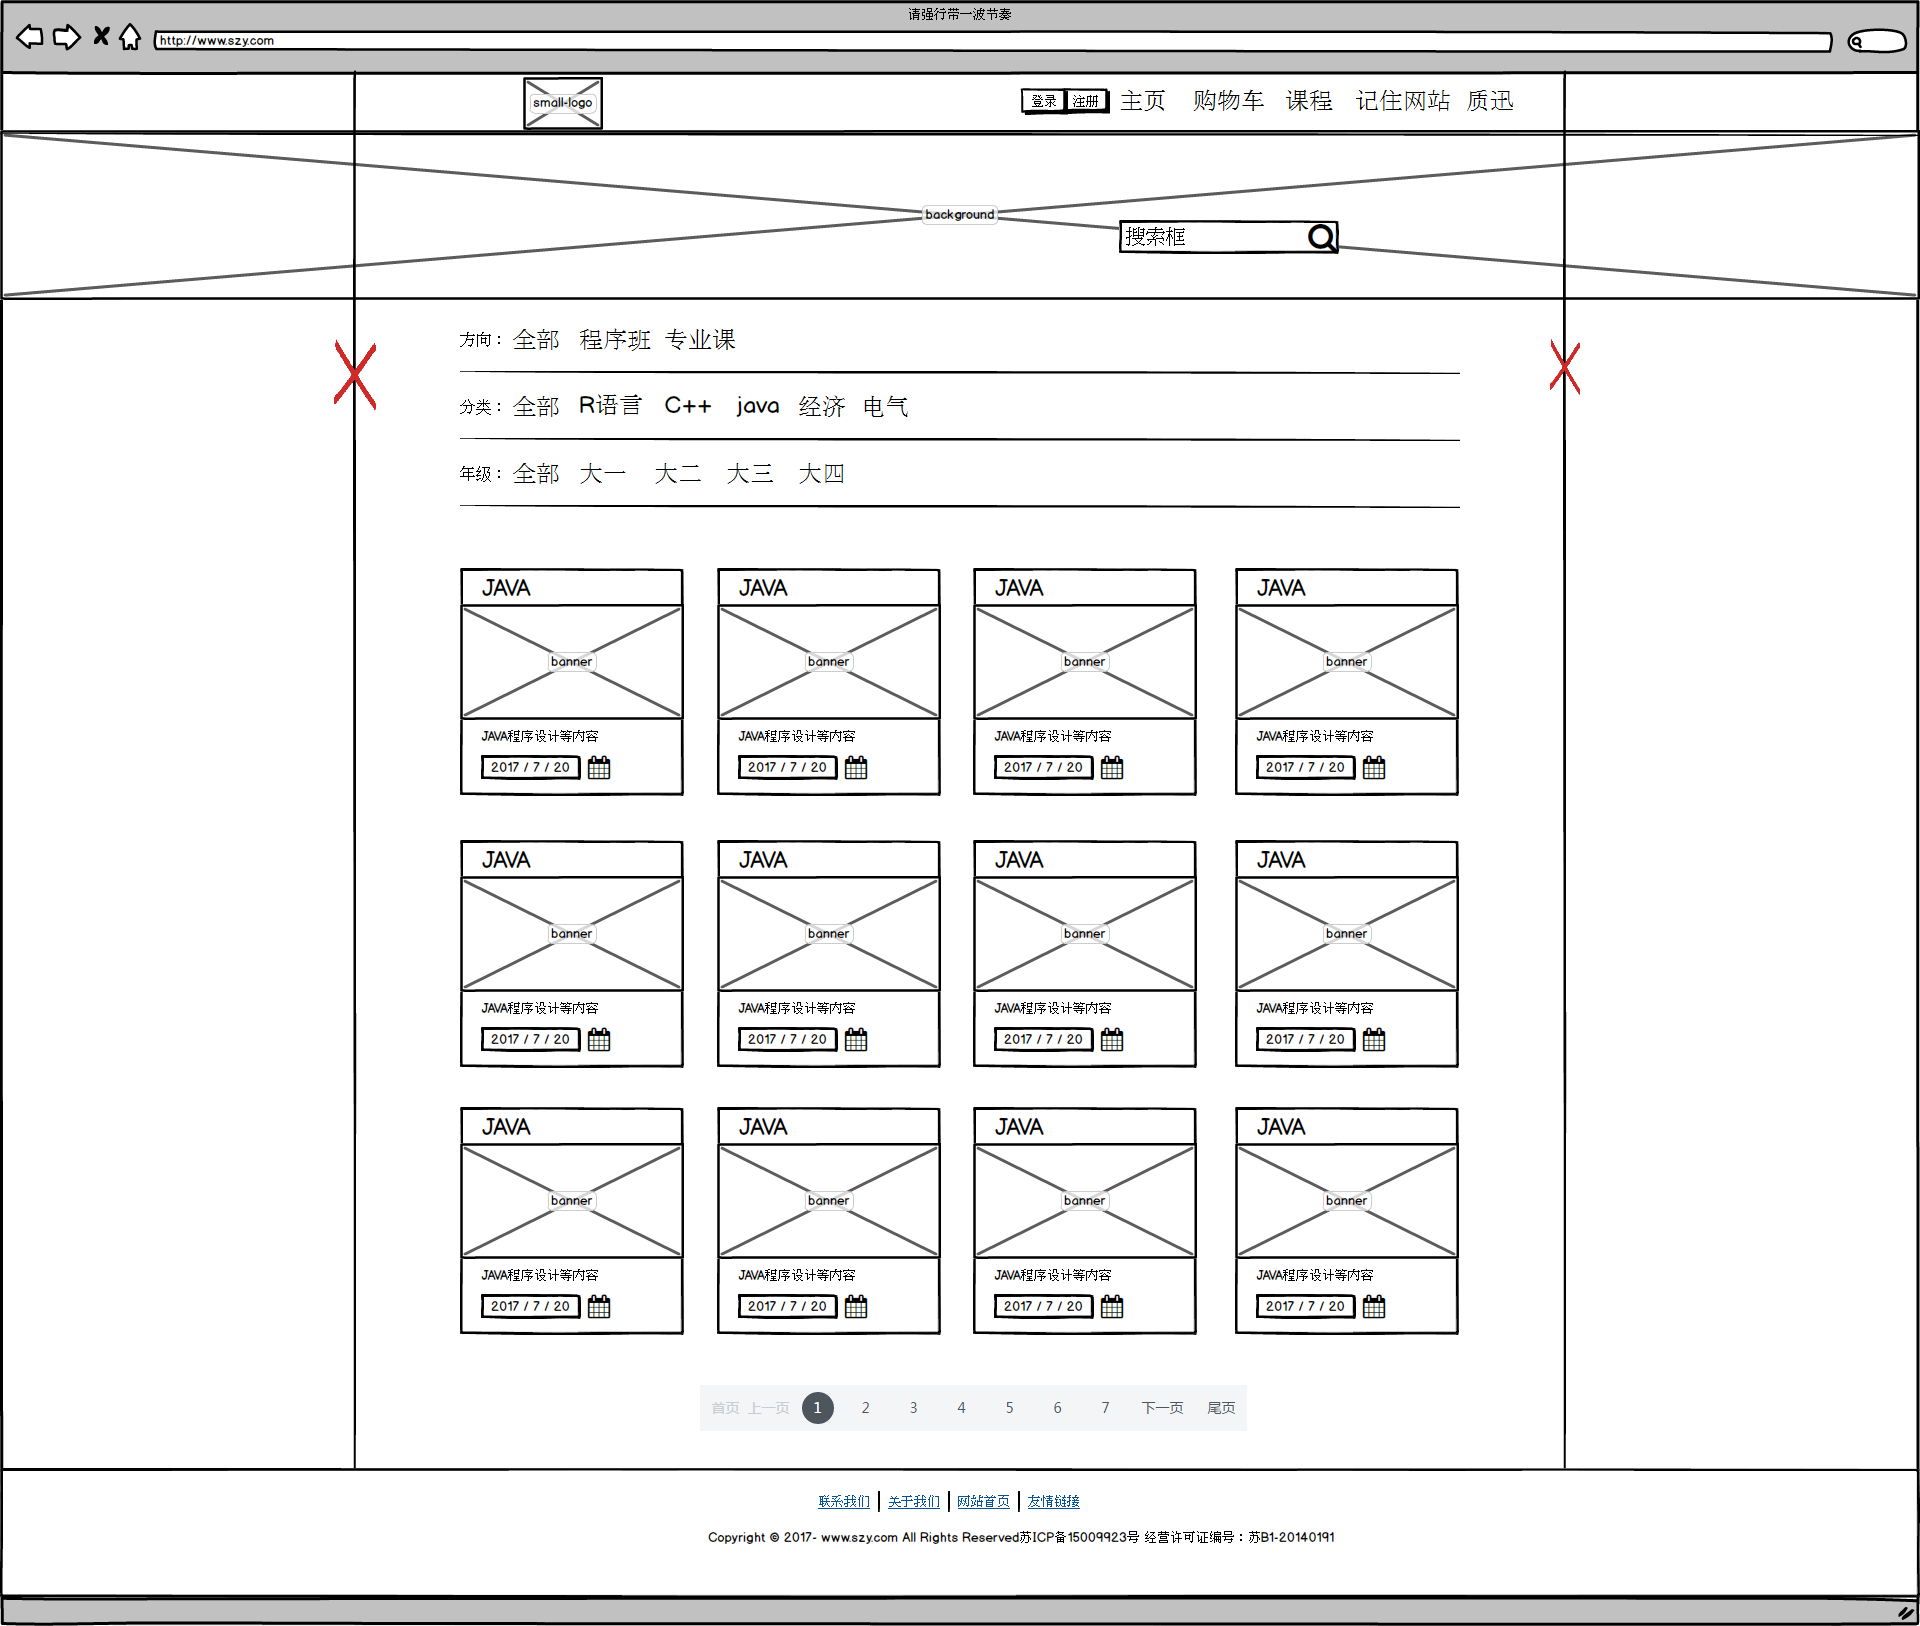 请强行带一波节奏
http://www.szy.com
small-logo
登录 注册 主页 购物车 课程 记住网站 质迅
background
搜索框
方向： 全部 程序班 专业课
分类： 全部 R语言 C++ java 经济 电气
年级： 全部 大一 大二 大三 大四
JAVA JAVA JAVA JAVA
banner banner banner banner
JAVA程序设计等内容 JAVA程序设计等内容 JAVA程序设计等内容 JAVA程序设计等内容
2017 / 7 / 20 2017 / 7 / 20 2017 / 7 / 20 2017 / 7 / 20
JAVA JAVA JAVA JAVA
banner banner banner banner
JAVA程序设计等内容 JAVA程序设计等内容 JAVA程序设计等内容 JAVA程序设计等内容
2017 / 7 / 20 2017 / 7 / 20 2017 / 7 / 20 2017 / 7 / 20
JAVA JAVA JAVA JAVA
banner banner banner banner
JAVA程序设计等内容 JAVA程序设计等内容 JAVA程序设计等内容 JAVA程序设计等内容
2017 / 7 / 20 2017 / 7 / 20 2017 / 7 / 20 2017 / 7 / 20
首页 上一页 1 2 3 4 5 6 7 下一页 尾页
联系我们 关于我们 网站首页 友情链接
Copyright © 2017- www.szy.com All Rights Reserved苏ICP备15009923号 经营许可证编号：苏B1-20140191